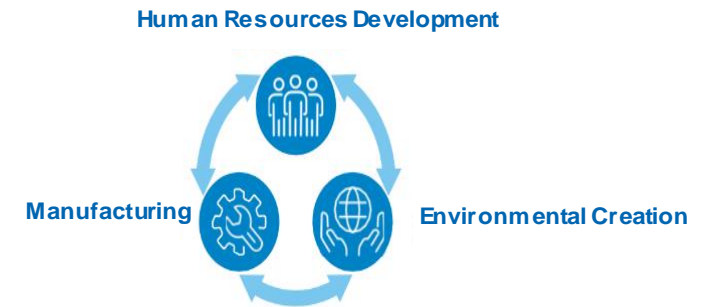 Human Resources Development
Manufacturing
Environmental Creation